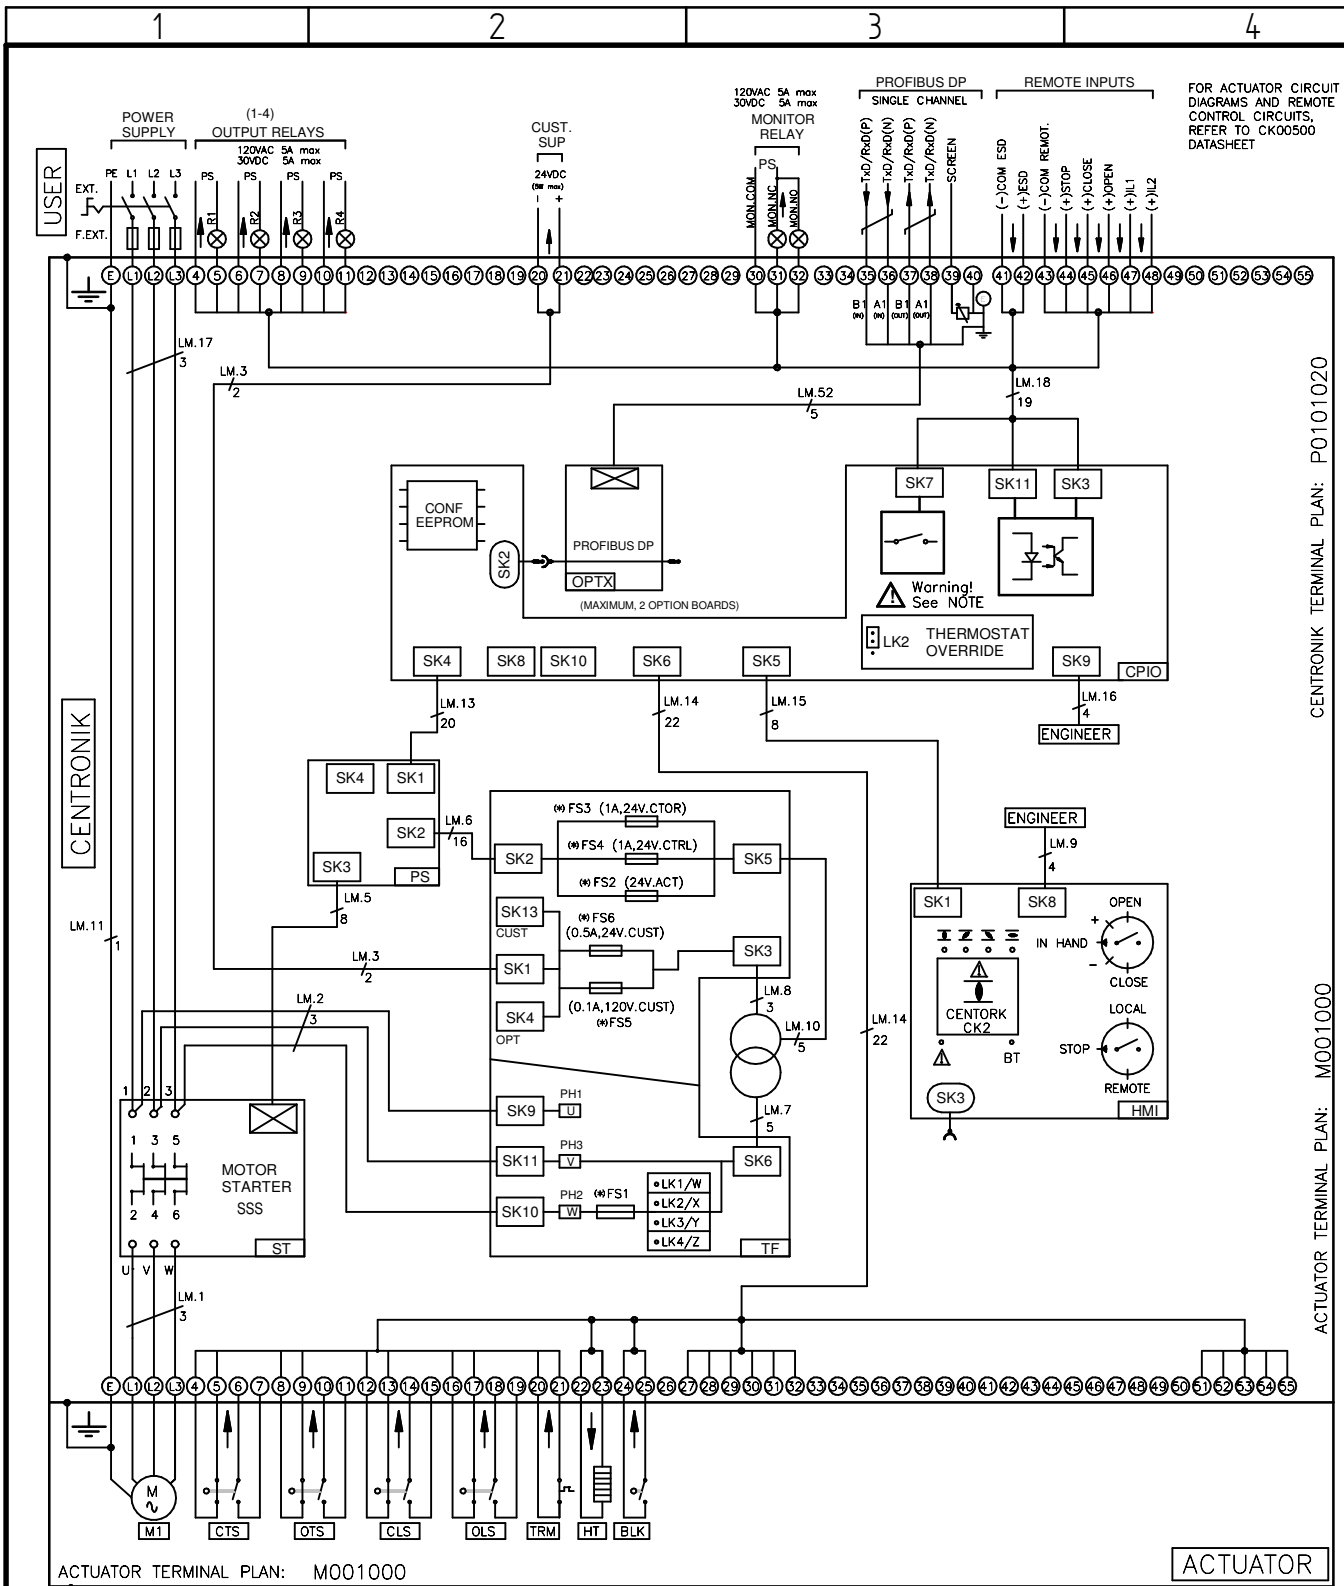 1 2 3 4
USER
POWER SUPPLY
PE L1 L2 L3
EXT.
F.EXT.
(1-4)
OUTPUT RELAYS
120VAC 5A max
30VDC 5A max
PS PS PS PS
R1 R2 R3 R4
CUST. SUP
24VDC
(5W max)
- +
120VAC 5A max
30VDC 5A max
MONITOR RELAY
PS
MON.COM
MON.NC
MON.NO
PROFIBUS DP
SINGLE CHANNEL
TxD/RxD(P)
TxD/RxD(N)
TxD/RxD(P)
TxD/RxD(N)
SCREEN
REMOTE INPUTS
(-)COM ESD
(+)ESD
(-)COM REMOT.
(+)STOP
(+)CLOSE
(+)OPEN
(+)IL1
(+)IL2
FOR ACTUATOR CIRCUIT
DIAGRAMS AND REMOTE
CONTROL CIRCUITS,
REFER TO CK00500
DATASHEET
E L1 L2 L3 4 5 6 7 8 9 10 11 12 13 14 15 16 17 18 19 20 21 22 23 24 25 26 27 28 29 30 31 32 33 34 35 36 37 38 39 40 41 42 43 44 45 46 47 48 49 50 51 52 53 54 55
B1 A1 B1 A1
(IN) (IN) (OUT) (OUT)
LM.17
3
LM.3
2
LM.52
5
LM.18
19
CENTRONIK TERMINAL PLAN: P0101020
CONF
EEPROM
SK2
PROFIBUS DP
OPTX
(MAXIMUM, 2 OPTION BOARDS)
SK7 SK11 SK3
Warning!
See NOTE
LK2
THERMOSTAT
OVERRIDE
SK4 SK8 SK10 SK6 SK5 SK9
CPIO
CENTRONIK
LM.13
20
LM.14
22
LM.15
8
LM.16
4
ENGINEER
SK4 SK1
SK2
SK3
PS
LM.6
16
LM.5
8
(*)FS3 (1A,24V.CTOR)
(*)FS4 (1A,24V.CTRL)
(*)FS2 (24V.ACT)
SK2 SK5
SK13
CUST
(*)FS6
(0.5A,24V.CUST)
SK1 SK3
(0.1A,120V.CUST)
(*)FS5
SK4
OPT
LM.11
1
LM.3
2
LM.2
3
LM.8
3
LM.10
5
LM.14
22
LM.7
5
SK9
PH1
U
SK11
PH3
V
SK6
SK10
PH2
W
(*)FS1
LK1/W
LK2/X
LK3/Y
LK4/Z
TF
ENGINEER
LM.9
4
SK1 SK8
OPEN
+
IN HAND
-
CLOSE
CENTORK
CK2
BT
LOCAL
STOP
REMOTE
SK3
HMI
1 2 3
1 3 5
2 4 6
MOTOR
STARTER
SSS
ST
U V W
LM.1
3
ACTUATOR TERMINAL PLAN: M001000
E L1 L2 L3 4 5 6 7 8 9 10 11 12 13 14 15 16 17 18 19 20 21 22 23 24 25 26 27 28 29 30 31 32 33 34 35 36 37 38 39 40 41 42 43 44 45 46 47 48 49 50 51 52 53 54 55
M
M1 CTS OTS CLS OLS TRM HT BLK
ACTUATOR TERMINAL PLAN: M001000
ACTUATOR